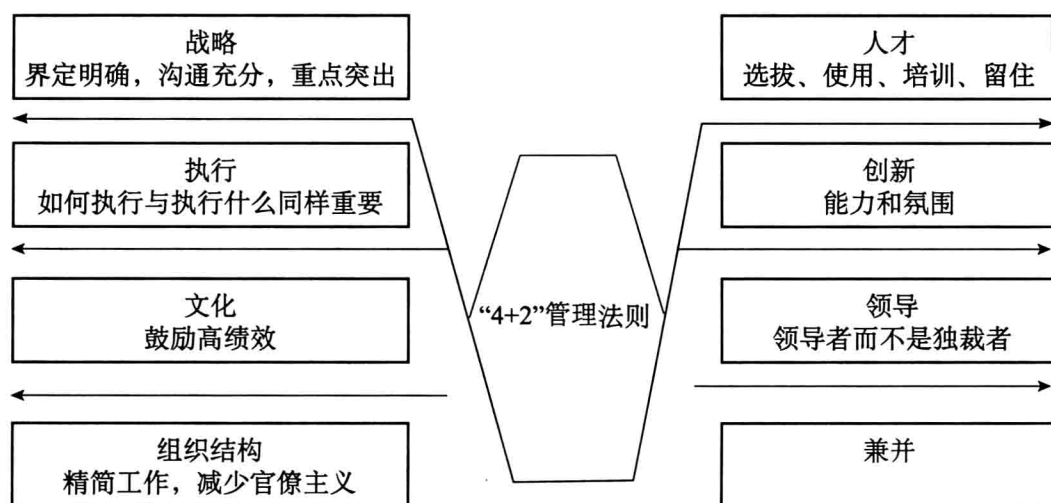 战略
界定明确，沟通充分，重点突出
执行
如何执行与执行什么同样重要
文化
鼓励高绩效
组织结构
精简工作，减少官僚主义
“4+2”管理法则
人才
选拔、使用、培训、留住
创新
能力和氛围
领导
领导者而不是独裁者
兼并